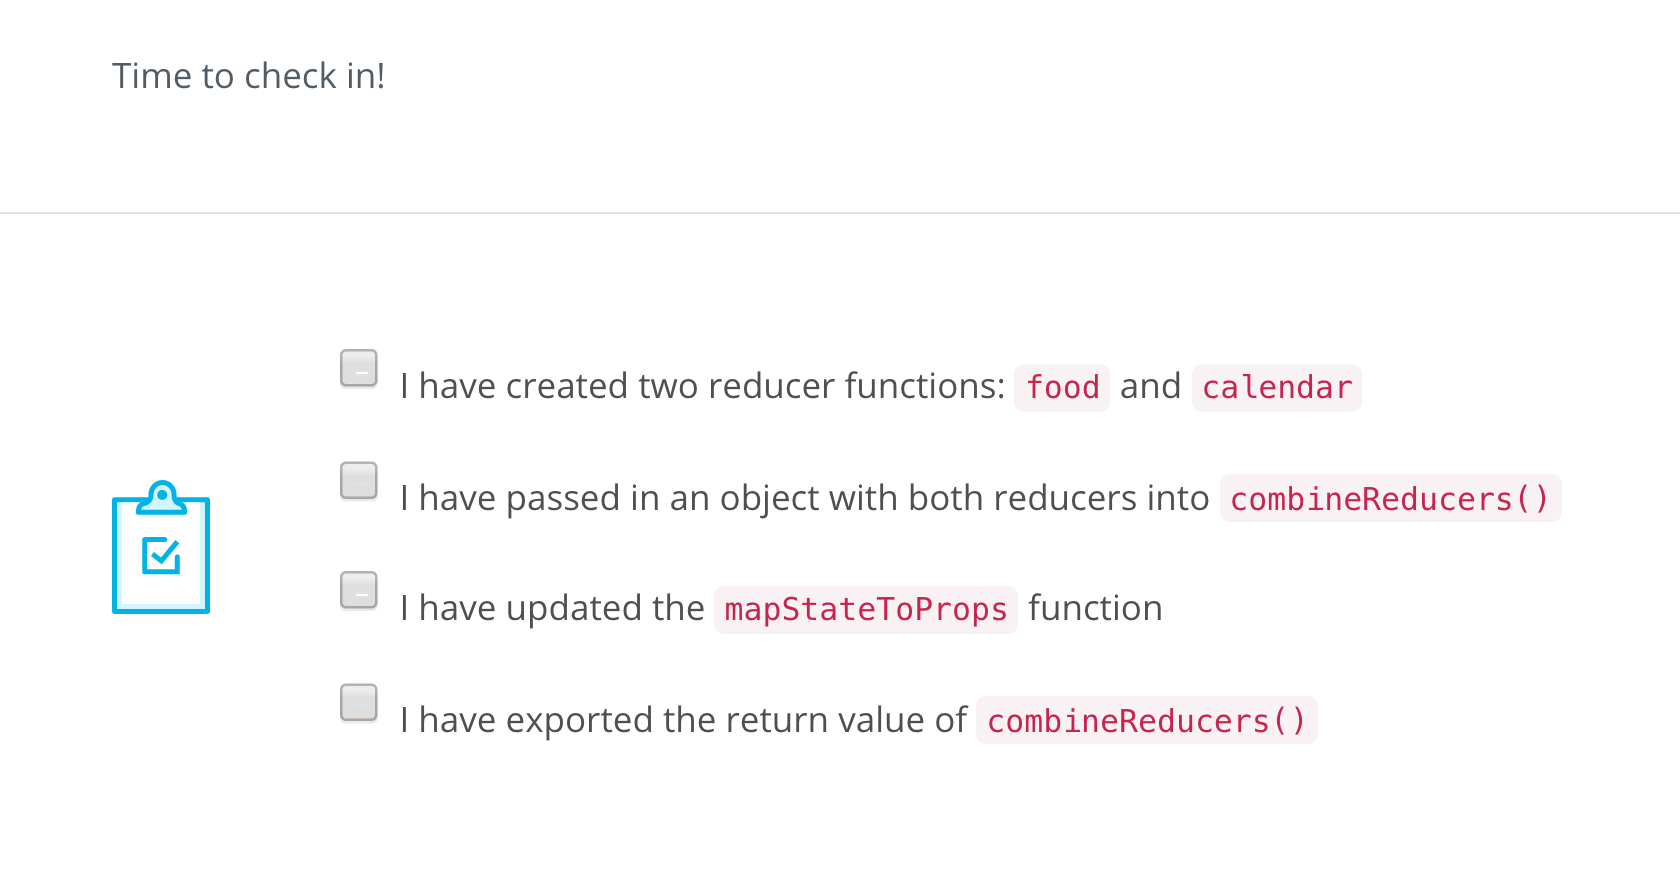 Time to check in!
I have created two reducer functions: food and calendar
I have passed in an object with both reducers into combineReducers()
I have updated the mapStateToProps function
I have exported the return value of combineReducers()